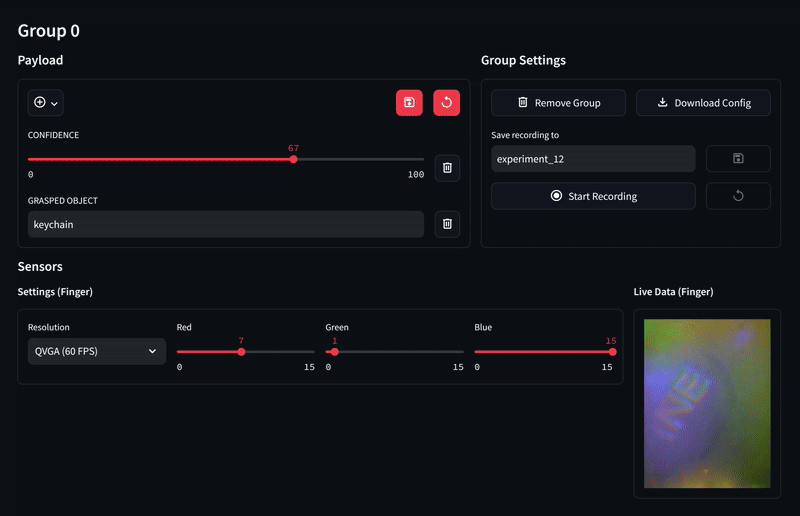 Group 0
Payload
Group Settings
Remove Group
Download Config
CONFIDENCE
67
0
100
Save recording to
experiment_12
Start Recording
GRASPED OBJECT
keychain
Sensors
Settings (Finger)
Live Data (Finger)
Resolution
Red
Green
Blue
QVGA (60 FPS)
7
1
15
0
15
0
15
0
15
INE